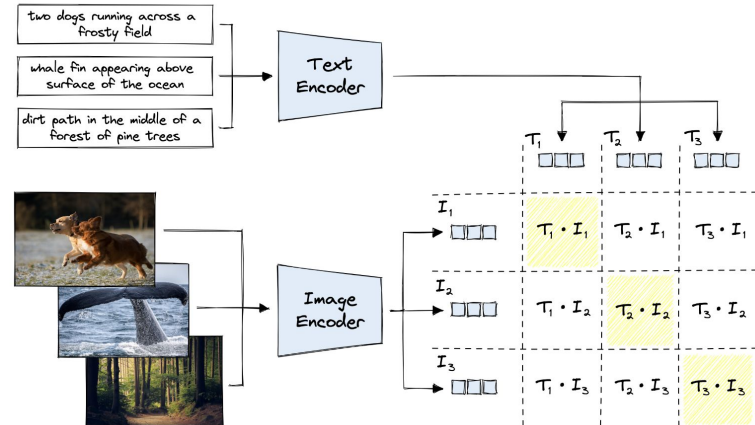 two dogs running across a
frosty field
whale fin appearing above
surface of the ocean
dirt path in the middle of a
forest of pine trees
Text
Encoder
Image
Encoder
T₁ T₂ T₃
I₁
T₁ · I₁ T₂ · I₁ T₃ · I₁
I₂
T₁ · I₂ T₂ · I₂ T₃ · I₂
I₃
T₁ · I₃ T₂ · I₃ T₃ · I₃